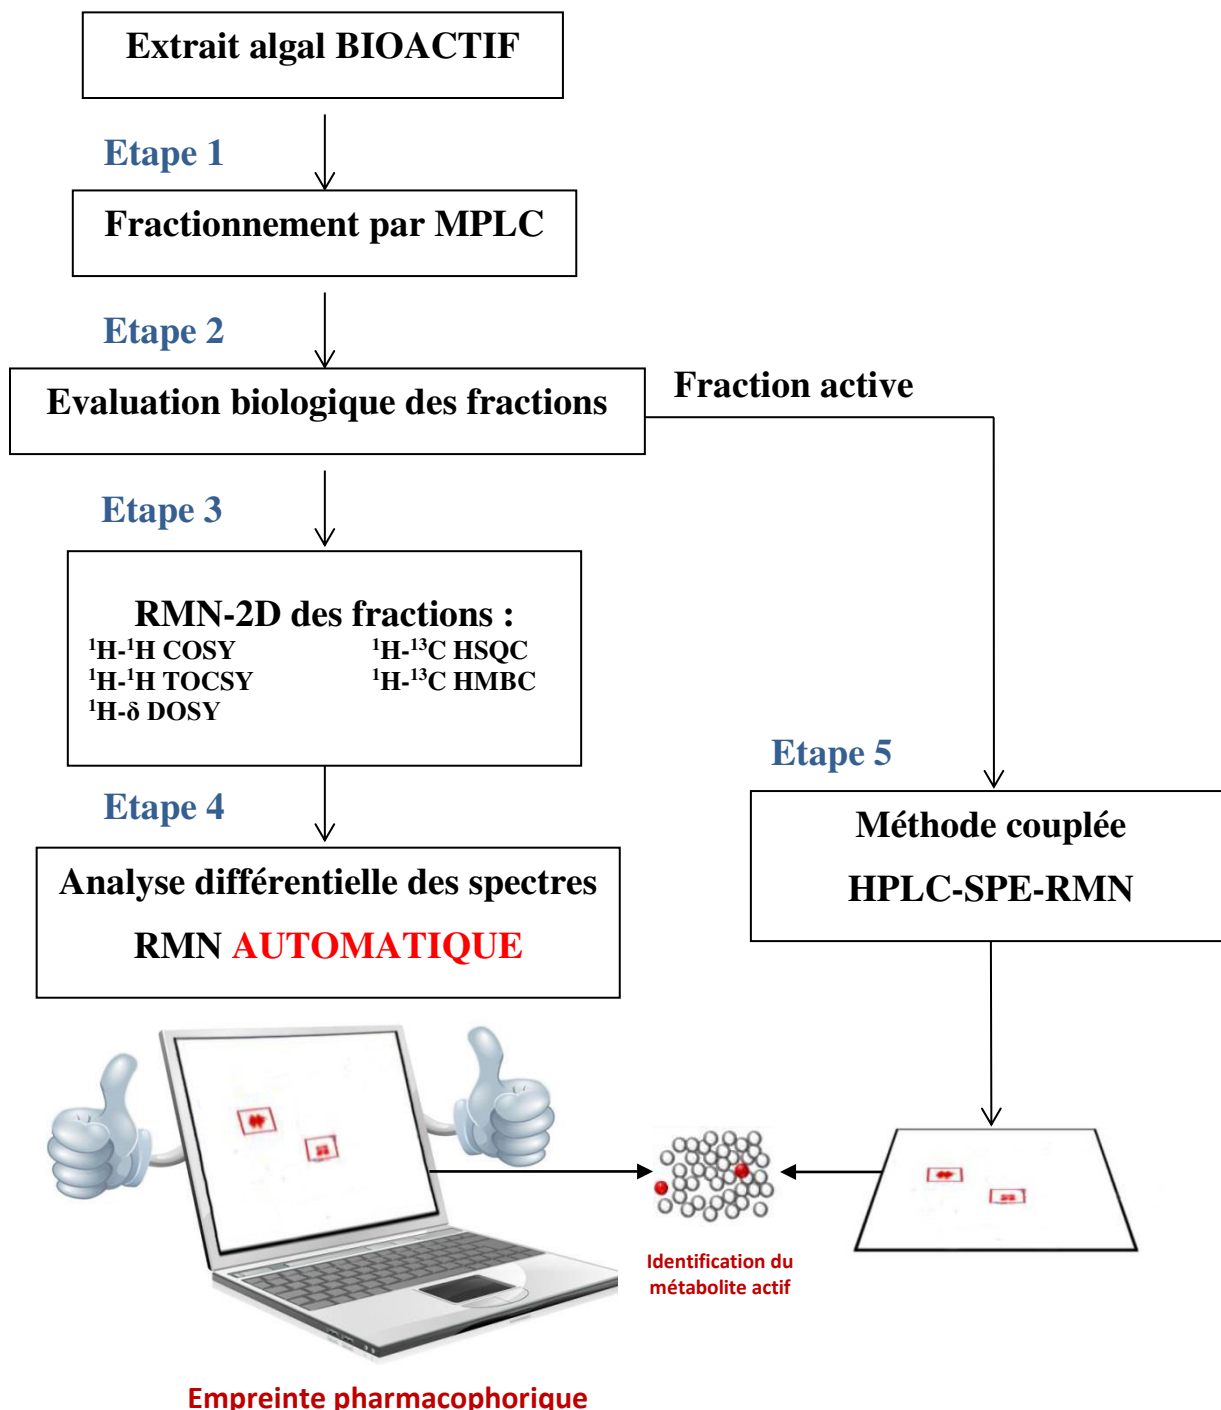 Extrait algal BIOACTIF
Etape 1
Fractionnement par MPLC
Etape 2
Evaluation biologique des fractions
Fraction active
Etape 3
RMN-2D des fractions :
¹H-¹H COSY ¹H-¹³C HSQC
¹H-¹H TOCSY ¹H-¹³C HMBC
¹H-δ DOSY
Etape 4
Analyse différentielle des spectres
RMN AUTOMATIQUE
Etape 5
Méthode couplée
HPLC-SPE-RMN
Identification du
métabolite actif
Empreinte pharmacophorique